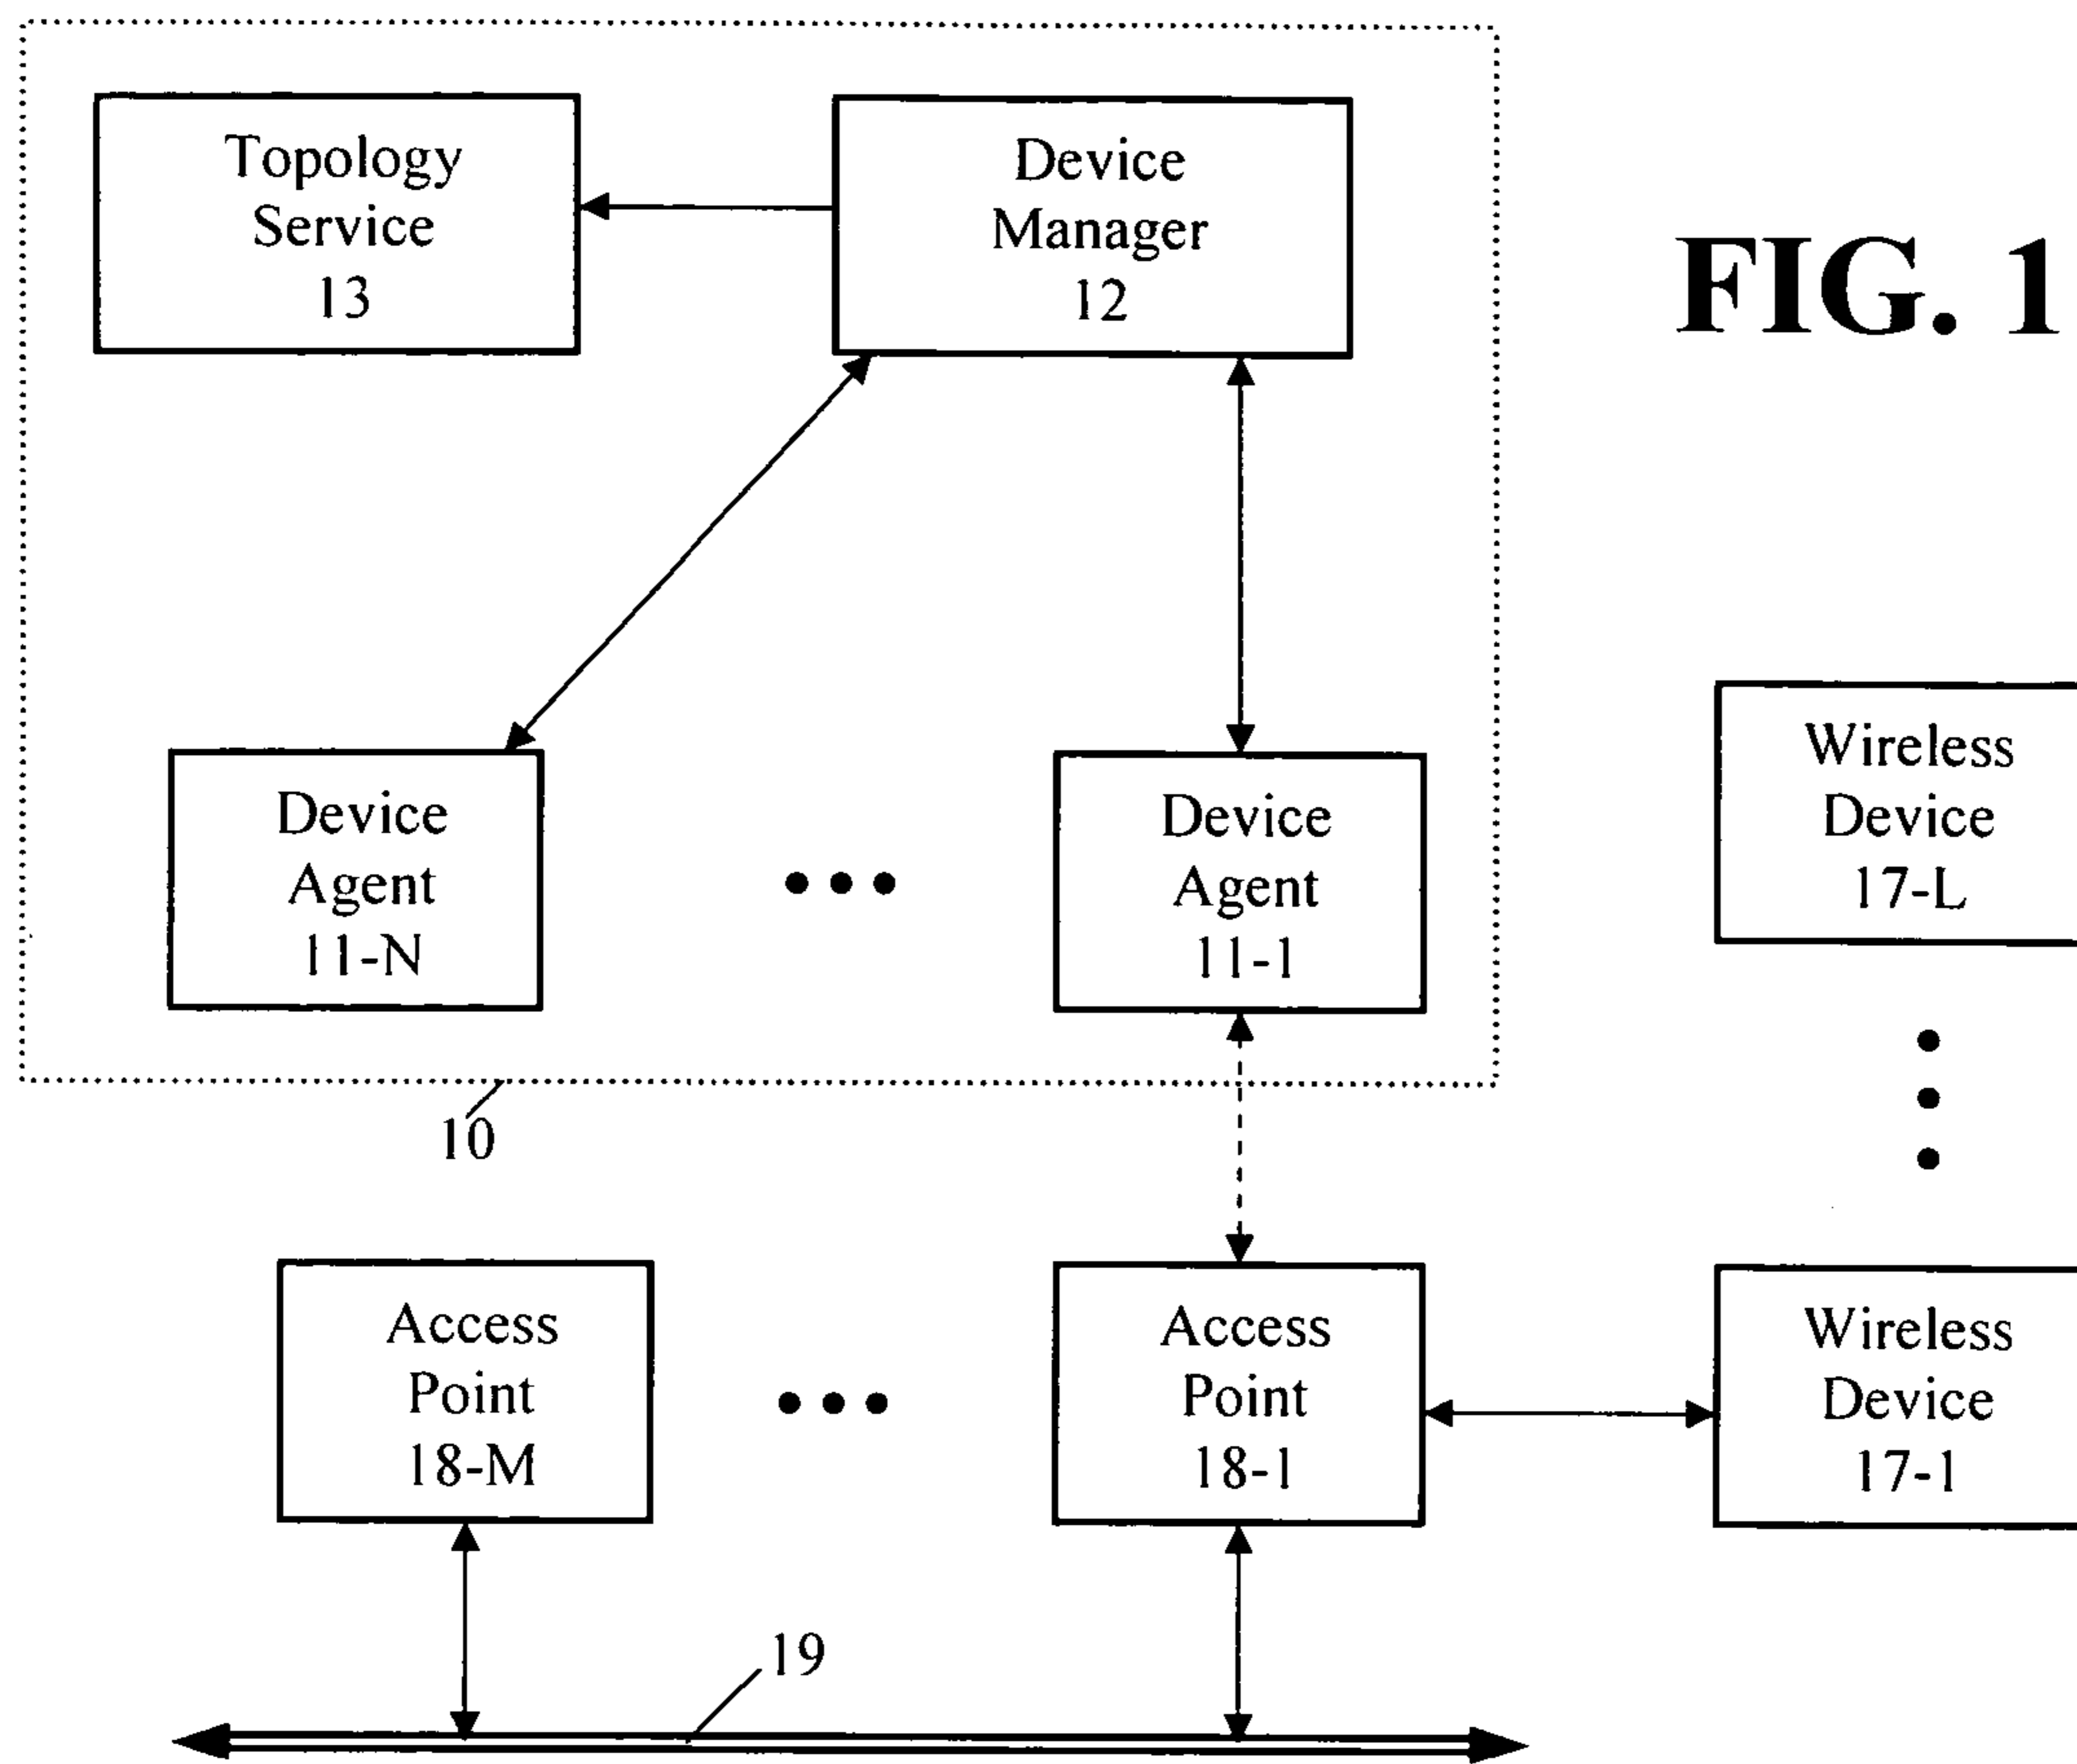 Topology
Service
13
Device
Manager
12
FIG. 1
Device
Agent
11-N
Device
Agent
11-1
Wireless
Device
17-L
10
Access
Point
18-M
Access
Point
18-1
Wireless
Device
17-1
19